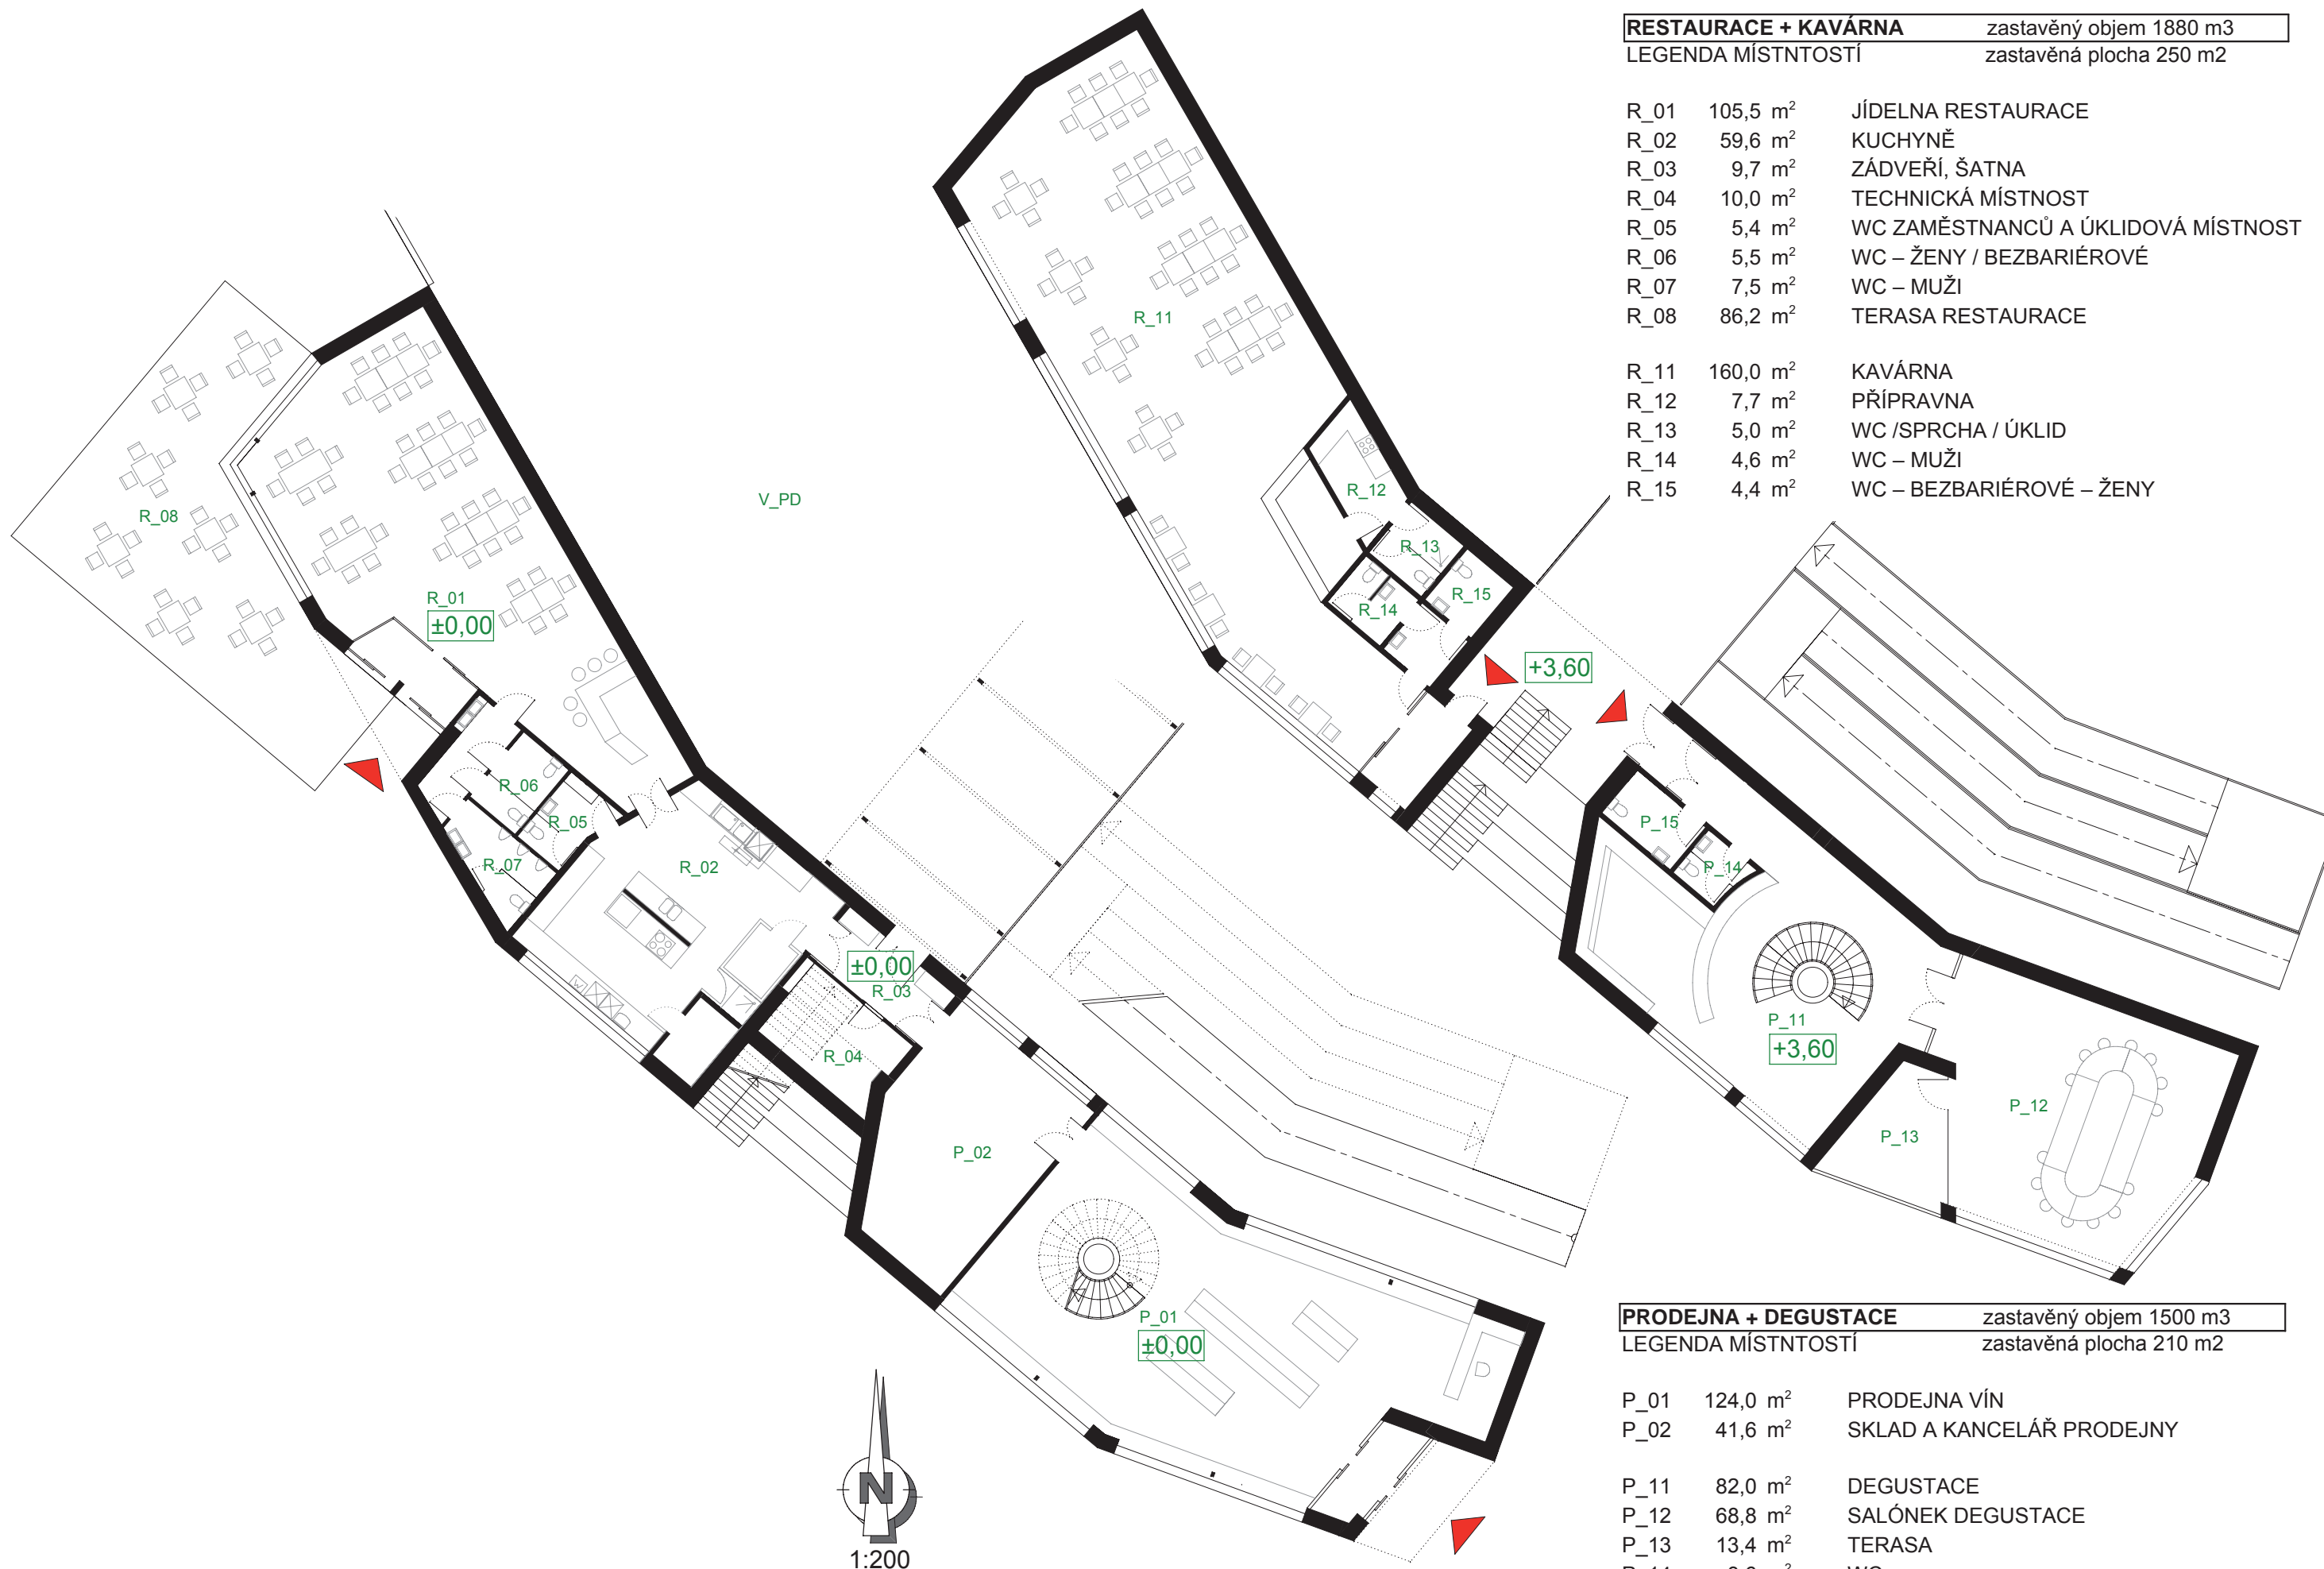 RESTAURACE + KAVÁRNA zastavěný objem 1880 m3
LEGENDA MÍSTNTOSTÍ zastavěná plocha 250 m2
R_01 105,5 m² JÍDELNA RESTAURACE
R_02 59,6 m² KUCHYNĚ
R_03 9,7 m² ZÁDVEŘÍ, ŠATNA
R_04 10,0 m² TECHNICKÁ MÍSTNOST
R_05 5,4 m² WC ZAMĚSTNANCŮ A ÚKLIDOVÁ MÍSTNOST
R_06 5,5 m² WC – ŽENY / BEZBARIÉROVÉ
R_07 7,5 m² WC – MUŽI
R_08 86,2 m² TERASA RESTAURACE
R_11 160,0 m² KAVÁRNA
R_12 7,7 m² PŘÍPRAVNA
R_13 5,0 m² WC /SPRCHA / ÚKLID
R_14 4,6 m² WC – MUŽI
R_15 4,4 m² WC – BEZBARIÉROVÉ – ŽENY
R_11
R_12
R_13
R_15
R_14
+3,60
V_PD
R_08
R_01
±0,00
R_06
R_05
R_07
R_02
±0,00
R_03
R_04
P_02
P_01
±0,00
P_15
P_14
P_11
+3,60
P_12
P_13
N
1:200
PRODEJNA + DEGUSTACE zastavěný objem 1500 m3
LEGENDA MÍSTNTOSTÍ zastavěná plocha 210 m2
P_01 124,0 m² PRODEJNA VÍN
P_02 41,6 m² SKLAD A KANCELÁŘ PRODEJNY
P_11 82,0 m² DEGUSTACE
P_12 68,8 m² SALÓNEK DEGUSTACE
P_13 13,4 m² TERASA